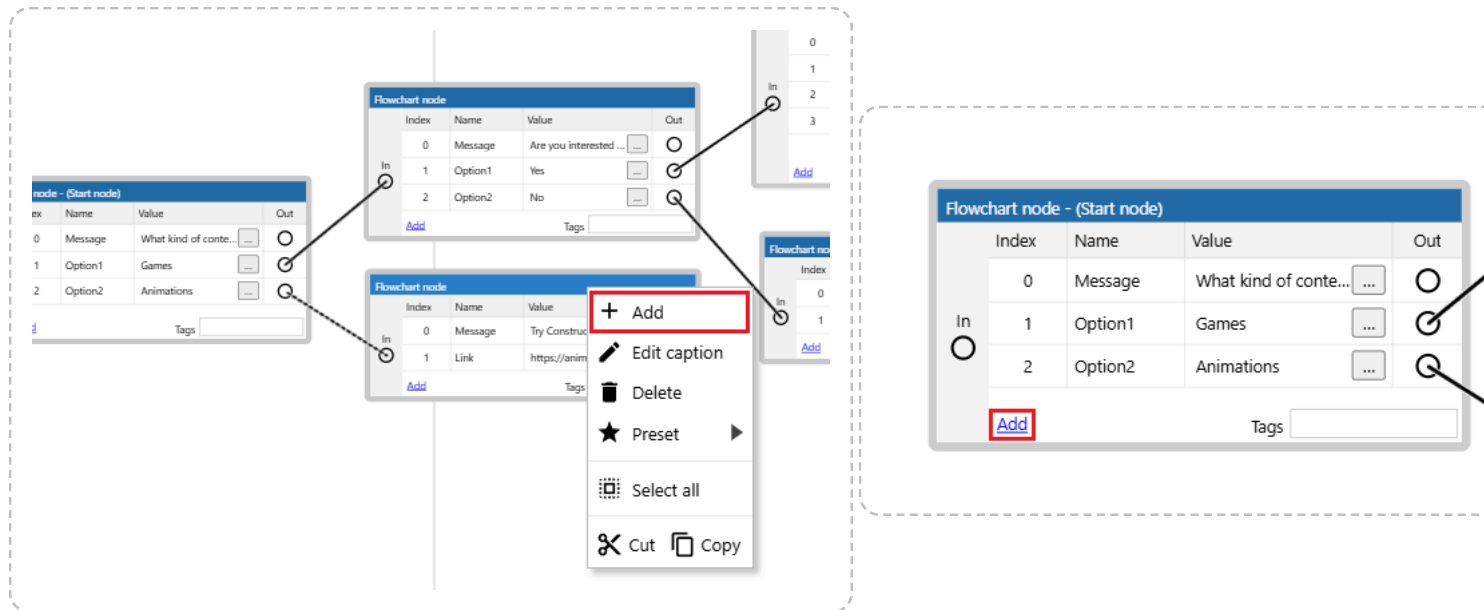 node - (Start node)
ex Name Value Out
0 Message What kind of conte... ...
1 Option1 Games ...
2 Option2 Animations ...
Tags
Flowchart node
Index Name Value Out
In
0 Message Are you interested ... ...
1 Option1 Yes ...
2 Option2 No ...
Add Tags
Flowchart node
Index Name Value
In
0 Message Try Construc
1 Link https://anim
Add Tags
0
1
In
2
3
Add
Flowchart no
Index
In
0
1
Add
Add
Edit caption
Delete
Preset
Select all
Cut Copy
Flowchart node - (Start node)
Index Name Value Out
In
0 Message What kind of conte... ...
1 Option1 Games ...
2 Option2 Animations ...
Add Tags